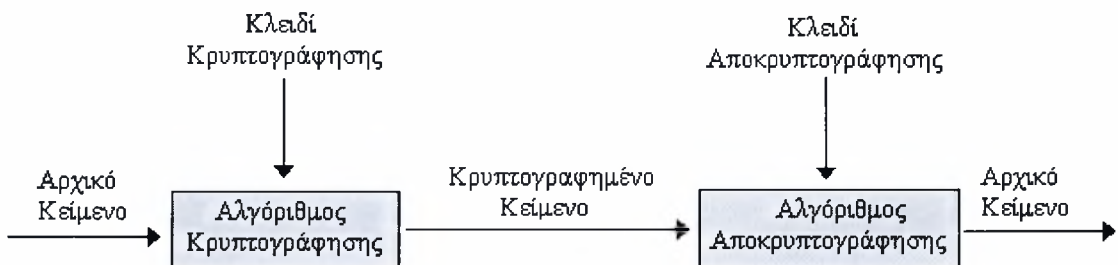 Κλειδί
Κρυπτογράφησης
Κλειδί
Αποκρυπτογράφησης
Αρχικό
Κείμενο
Αλγόριθμος
Κρυπτογράφησης
Κρυπτογραφημένο
Κείμενο
Αλγόριθμος
Αποκρυπτογράφησης
Αρχικό
Κείμενο